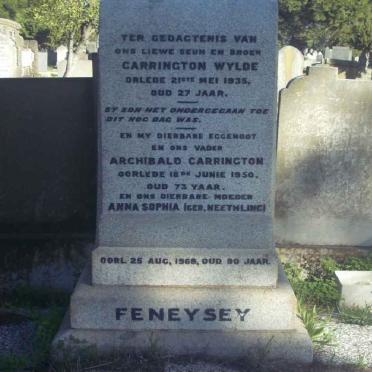 TER GEDAGTENIS VAN
ONS LIEWE SEUN EN BROER
CARRINGTON WYLDE
ORLEDE 21STE MEI 1935,
OUD 27 JAAR.
SY SON HET ONDERGEGAAN TOE
DIT NOG DAG WAS.
EN MY DIERBARE EGGENOOT
EN ONS VADER
ARCHIBALD CARRINGTON
OORLEDE 18DE JUNIE 1950,
OUD 73 YAAR.
EN ONS DIERBARE MOEDER
ANNA SOPHIA (GEB. NEETHLING)
OORL 25 AUG, 1968, OUD 90 JAAR.
FENEYSEY